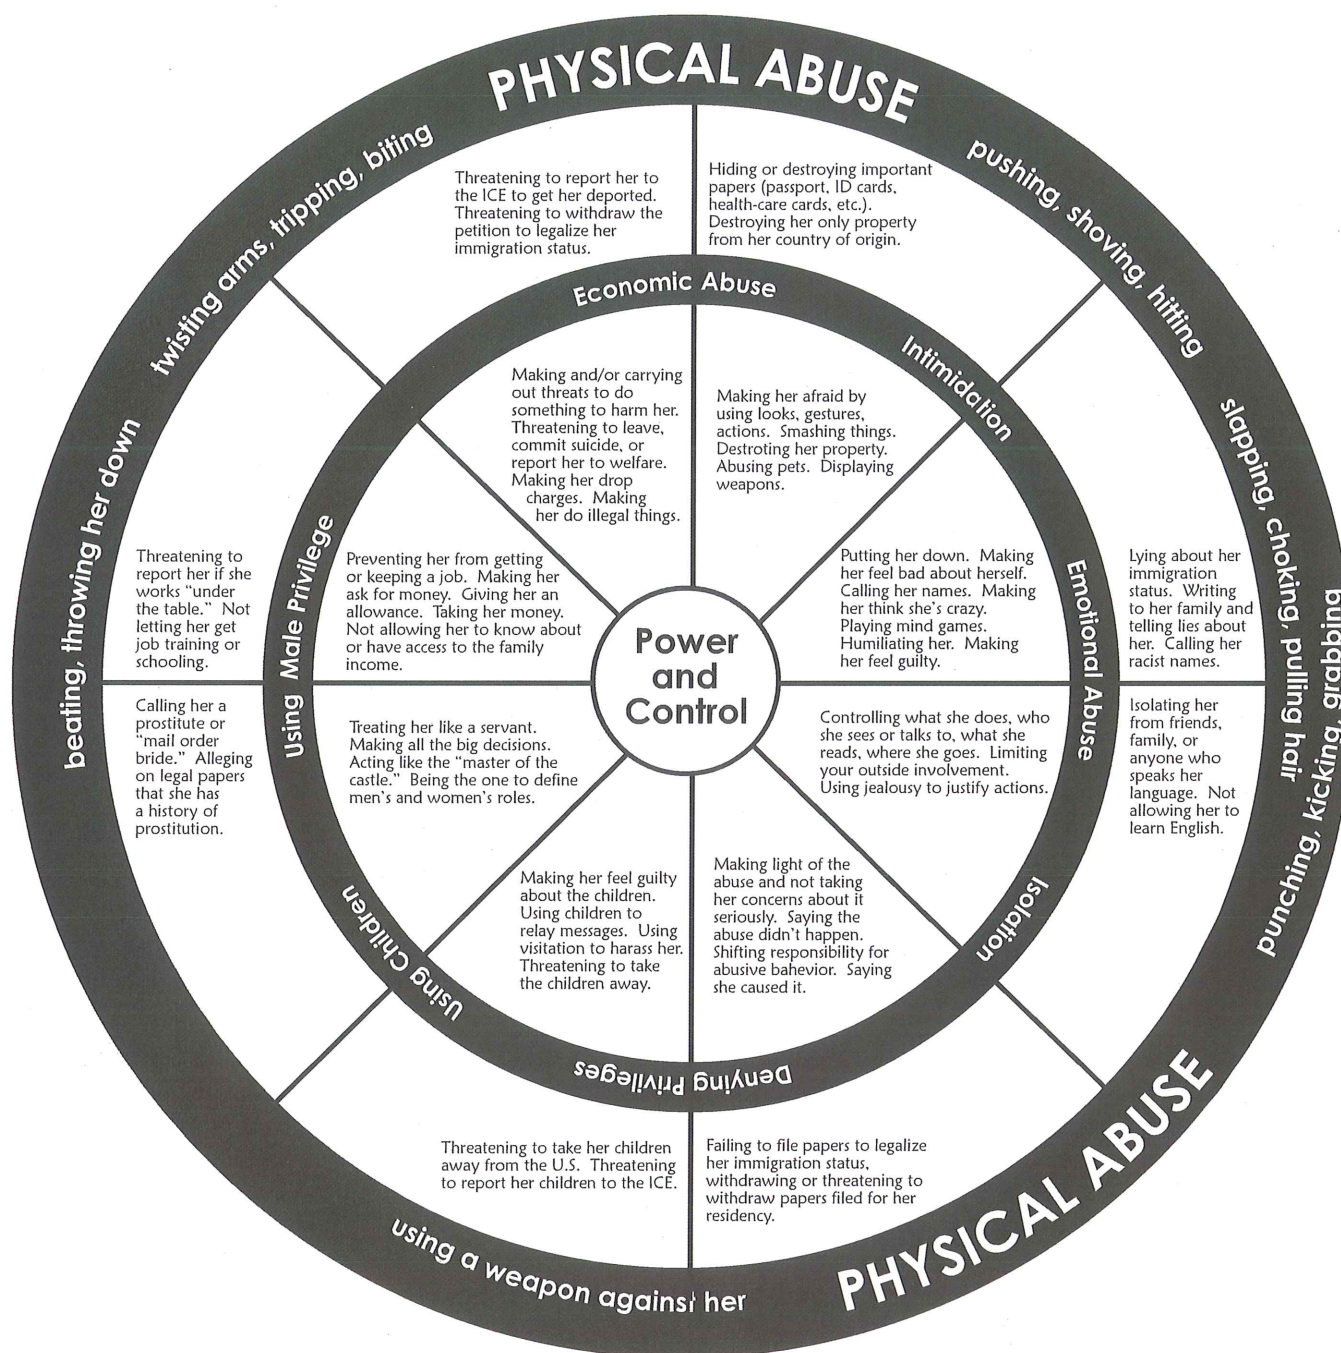 PHYSICAL ABUSE
twisting arms, tripping, biting
pushing, shoving, hitting
Threatening to report her to
the ICE to get her deported.
Threatening to withdraw the
petition to legalize her
immigration status.
Hiding or destroying important
papers (passport, ID cards,
health-care cards, etc.).
Destroying her only property
from her country of origin.
Economic Abuse
Intimidation
Making and/or carrying
out threats to do
something to harm her.
Threatening to leave,
commit suicide, or
report her to welfare.
Making her drop
charges. Making
her do illegal things.
Making her afraid by
using looks, gestures,
actions. Smashing things.
Destroting her property.
Abusing pets. Displaying
weapons.
beating, throwing her down
slapping, choking, pulling hair
Threatening to
report her if she
works "under
the table." Not
letting her get
job training or
schooling.
Using Male Privilege
Preventing her from getting
or keeping a job. Making her
ask for money. Giving her an
allowance. Taking her money.
Not allowing her to know about
or have access to the family
income.
Power
and
Control
Putting her down. Making
her feel bad about herself.
Calling her names. Making
her think she's crazy.
Playing mind games.
Humiliating her. Making
her feel guilty.
Emotional Abuse
Lying about her
immigration
status. Writing
to her family and
telling lies about
her. Calling her
racist names.
punching, kicking, grabbing
Calling her a
prostitute or
"mail order
bride." Alleging
on legal papers
that she has
a history of
prostitution.
Treating her like a servant.
Making all the big decisions.
Acting like the "master of the
castle." Being the one to define
men's and women's roles.
Controlling what she does, who
she sees or talks to, what she
reads, where she goes. Limiting
your outside involvement.
Using jealousy to justify actions.
Isolating her
from friends,
family, or
anyone who
speaks her
language. Not
allowing her to
learn English.
Using Children
Making her feel guilty
about the children.
Using children to
relay messages. Using
visitation to harass her.
Threatening to take
the children away.
Making light of the
abuse and not taking
her concerns about it
seriously. Saying the
abuse didn't happen.
Shifting responsibility for
abusive bahevior. Saying
she caused it.
Isolation
Denying Privileges
Threatening to take her children
away from the U.S. Threatening
to report her children to the ICE.
Failing to file papers to legalize
her immigration status,
withdrawing or threatening to
withdraw papers filed for her
residency.
using a weapon against her
PHYSICAL ABUSE